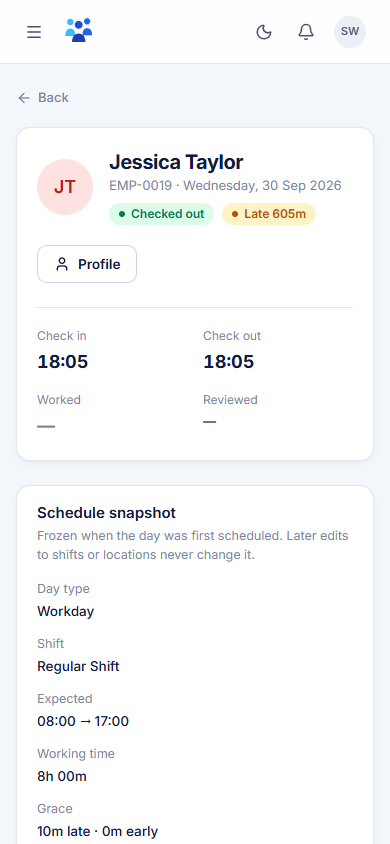 SW
Back
JT
Jessica Taylor
EMP-0019 · Wednesday, 30 Sep 2026
Checked out
Late 605m
Profile
Check in
Check out
18:05
18:05
Worked
Reviewed
—
—
Schedule snapshot
Frozen when the day was first scheduled. Later edits
to shifts or locations never change it.
Day type
Workday
Shift
Regular Shift
Expected
08:00 → 17:00
Working time
8h 00m
Grace
10m late · 0m early